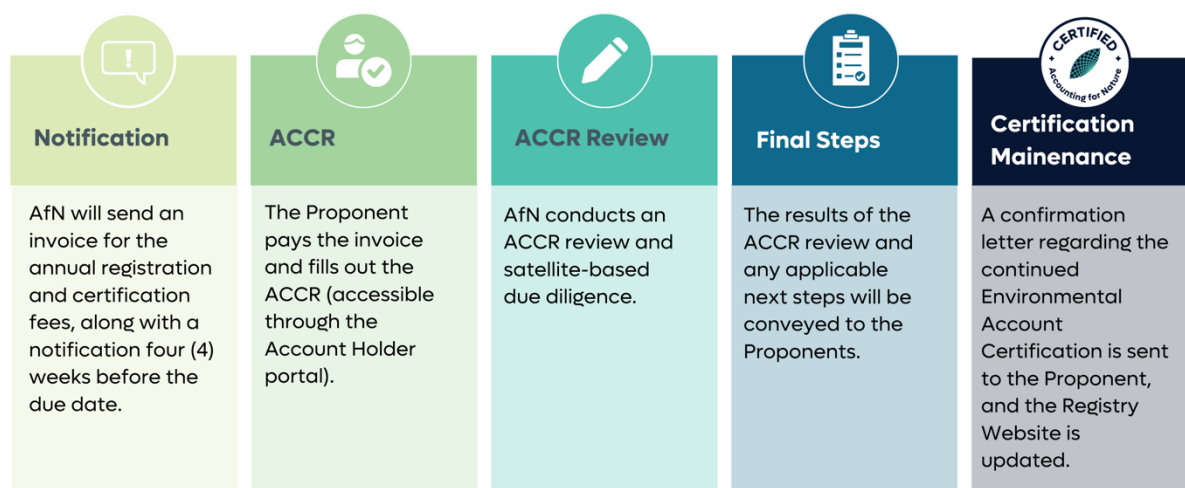 !
CERTIFIED
Accounting for Nature
Notification
ACCR
ACCR Review
Final Steps
Certification
Mainenance
AfN will send an
invoice for the
annual registration
and certification
fees, along with a
notification four (4)
weeks before the
due date.
The Proponent
pays the invoice
and fills out the
ACCR (accessible
through the
Account Holder
portal).
AfN conducts an
ACCR review and
satellite-based
due diligence.
The results of the
ACCR review and
any applicable
next steps will be
conveyed to the
Proponents.
A confirmation
letter regarding the
continued
Environmental
Account
Certification is sent
to the Proponent,
and the Registry
Website is
updated.